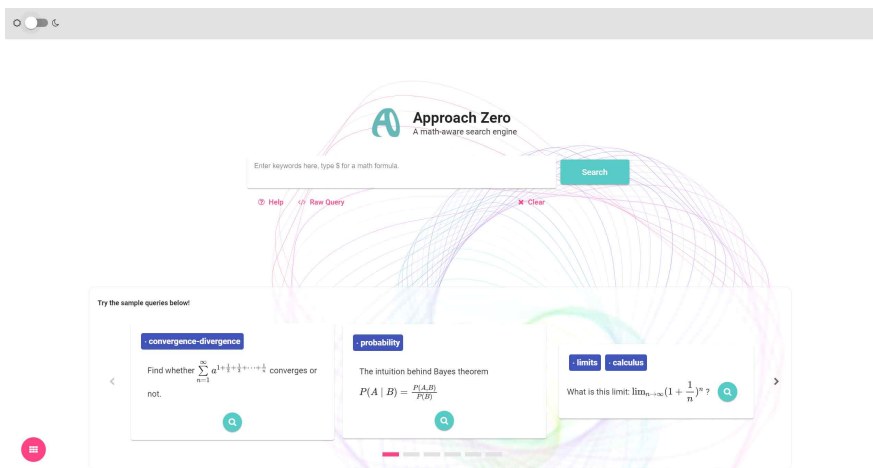 Approach Zero
A math-aware search engine
Enter keywords here, type $ for a math formula.
Search
Help
Raw Query
Clear
Try the sample queries below!
· convergence-divergence
Find whether \sum_{n=1}^{\infty} a^{1+\frac{1}{2}+\frac{1}{3}+\cdots+\frac{1}{n}} converges or
not.
· probability
The intuition behind Bayes theorem
P(A | B) = \frac{P(A,B)}{P(B)}
· limits · calculus
What is this limit: \lim_{n\to\infty}(1 + \frac{1}{n})^n ?